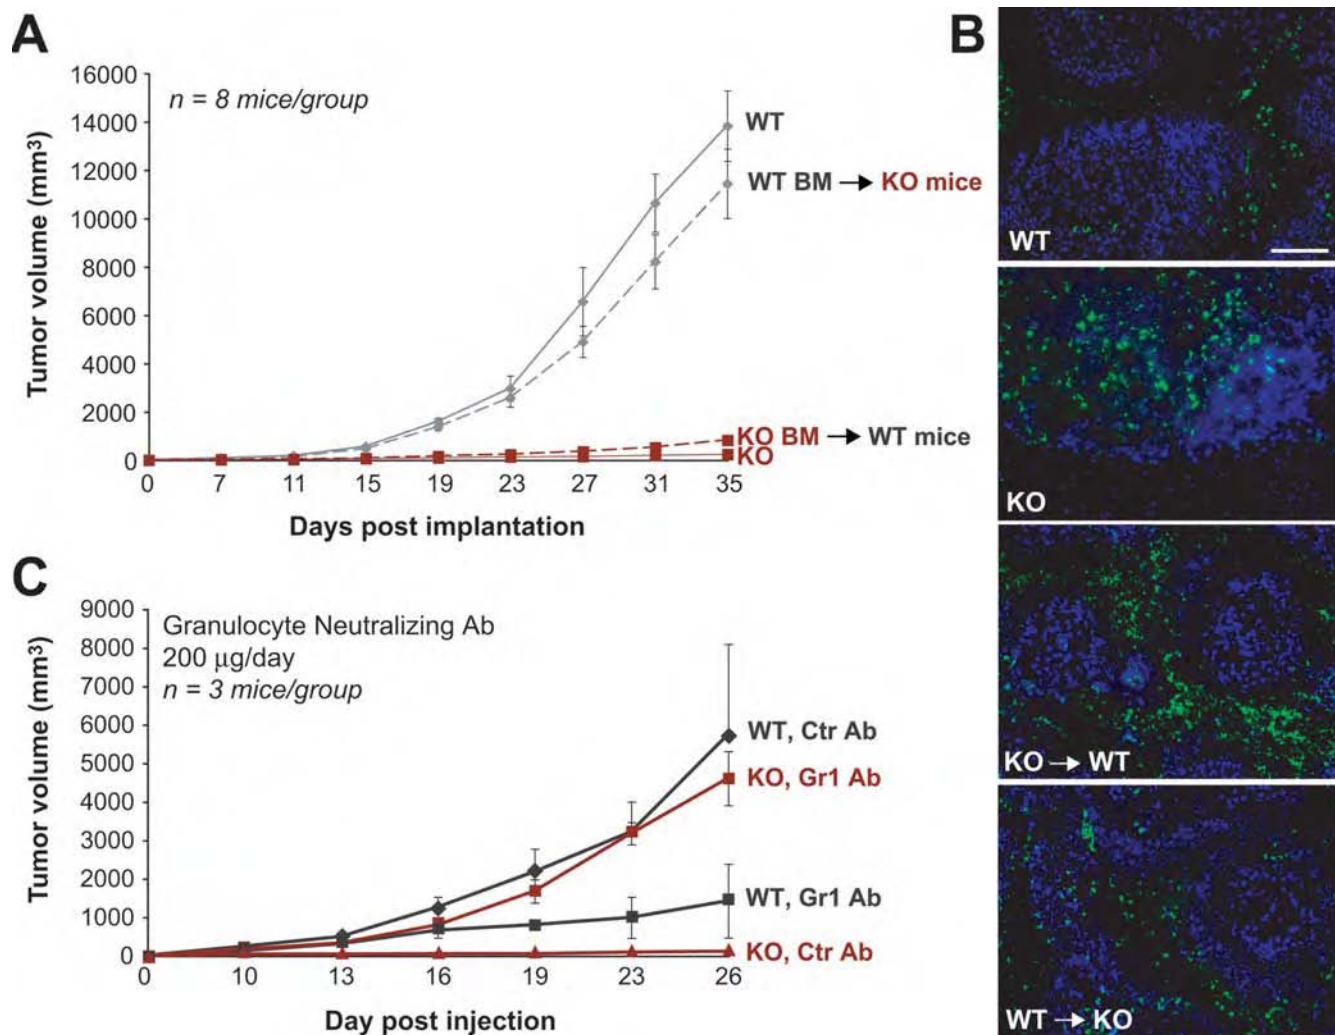 A
16000
14000
12000
10000
8000
6000
4000
2000
0
Tumor volume (mm³)
n = 8 mice/group
WT
WT BM → KO mice
KO BM → WT mice
KO
0 7 11 15 19 23 27 31 35
Days post implantation
B
WT
KO
KO → WT
WT → KO
C
9000
8000
7000
6000
5000
4000
3000
2000
1000
0
Tumor volume (mm³)
Granulocyte Neutralizing Ab
200 µg/day
n = 3 mice/group
WT, Ctr Ab
KO, Gr1 Ab
WT, Gr1 Ab
KO, Ctr Ab
0 10 13 16 19 23 26
Day post injection